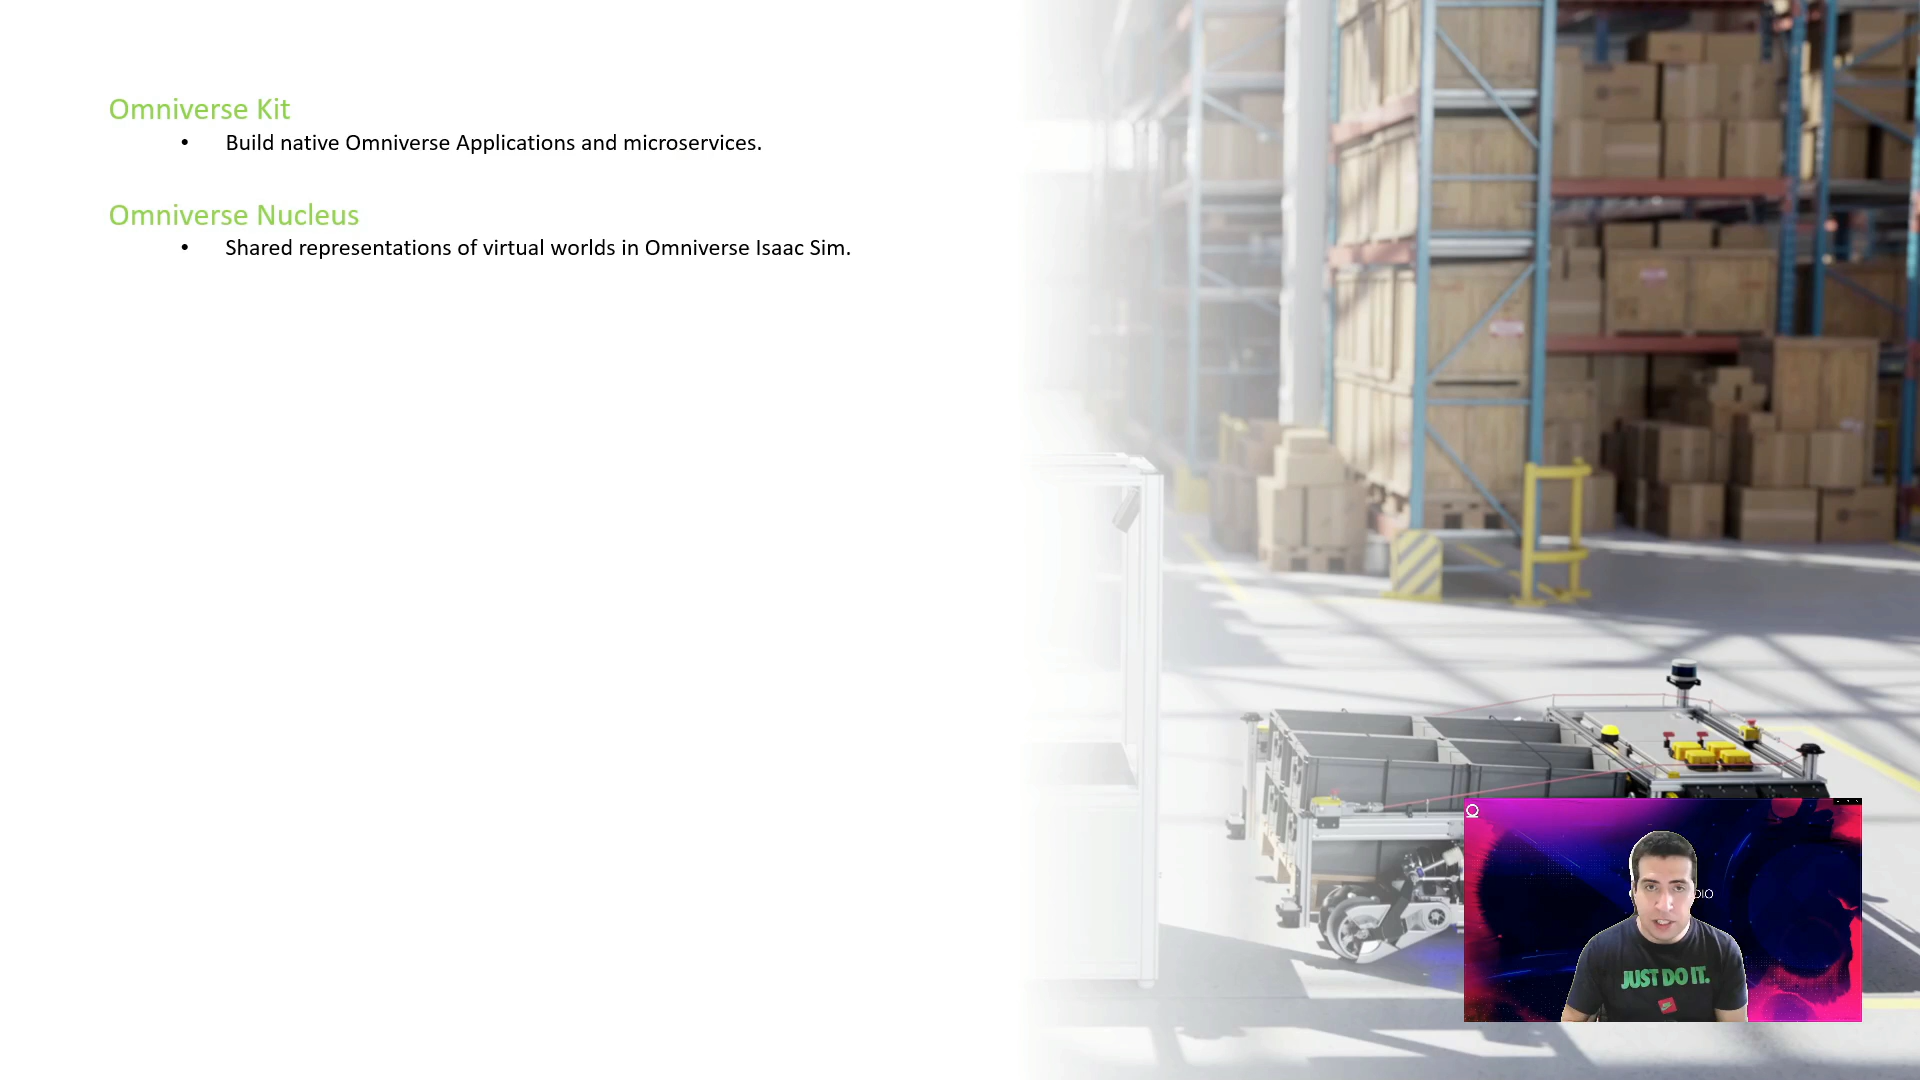 Omniverse Kit
• Build native Omniverse Applications and microservices.
Omniverse Nucleus
• Shared representations of virtual worlds in Omniverse Isaac Sim.
DIO
JUST DO IT.